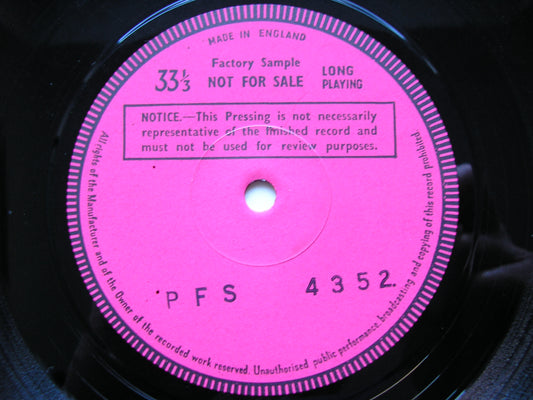 MADE IN ENGLAND
Factory Sample
33 1/3 NOT FOR SALE LONG PLAYING
NOTICE.—This Pressing is not necessarily
representative of the finished record and
must not be used for review purposes.
PFS 4352.
All rights of the Manufacturer and of the Owner of the recorded work reserved. Unauthorised public performance, broadcasting and copying of this record prohibited